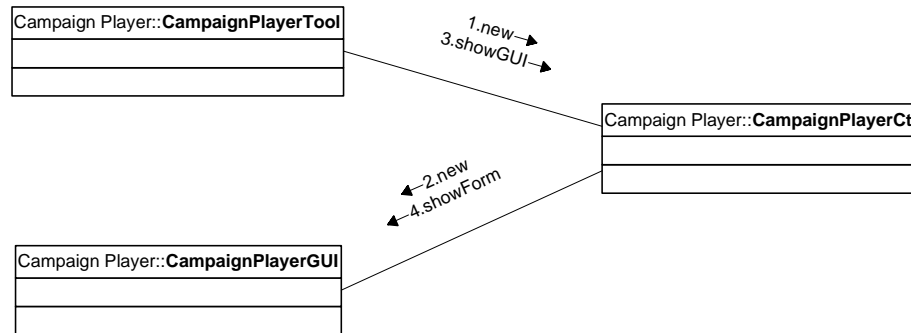 Campaign Player::CampaignPlayerTool
1.new
3.showGUI
Campaign Player::CampaignPlayerCt
2.new
4.showForm
Campaign Player::CampaignPlayerGUI